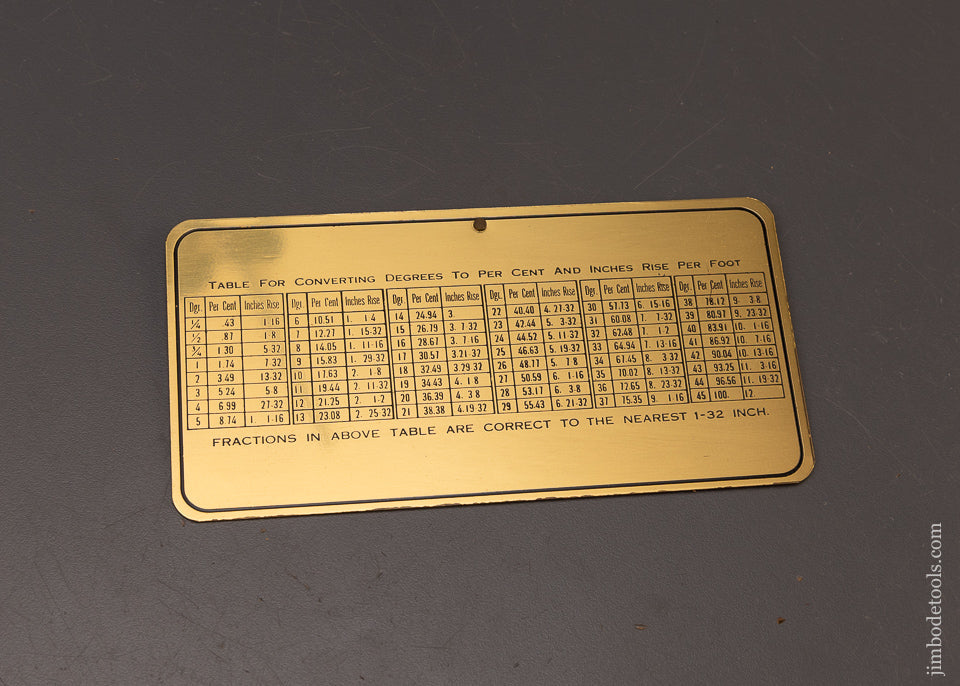 TABLE FOR CONVERTING DEGREES TO PER CENT AND INCHES RISE PER FOOT
Dgr. Per Cent Inches Rise Dgr. Per Cent Inches Rise Dgr. Per Cent Inches Rise Dgr. Per Cent Inches Rise Dgr. Per Cent Inches Rise Dgr. Per Cent Inches Rise
¼ .43 1-16 6 10.51 1. 1-4 14 24.94 3 22 40.40 4. 27-32 30 57.73 6. 15-16 38 78.12 9. 3-8
½ .87 1-8 7 12.27 1. 15-32 15 26.79 3. 7-32 23 42.44 5. 3-32 31 60.08 7. 7-32 39 80.97 9. 23-32
¾ 1 30 5-32 8 14.05 1. 11-16 16 28.67 3. 7-16 24 44.52 5. 11-32 32 62.48 7. 1-2 40 83.91 10. 1-16
1 1.74 7-32 9 15.83 1. 29-32 17 30.57 3.21-32 25 46.63 5. 19-32 33 64.94 7. 13-16 41 86.92 10. 7-16
2 3.49 13-32 10 17.63 2. 1-8 18 32.49 3.29-32 26 48.77 5. 7-8 34 67.45 8. 3-32 42 90.04 10. 13-16
3 5.24 5-8 11 19.44 2. 11-32 19 34.43 4. 1-8 27 50.59 6. 1-16 35 70.02 8. 13-32 43 93.25 11. 3-16
4 6 99 27-32 12 21.25 2. 1-2 20 36.39 4. 3-8 28 53.17 6. 3-8 36 72.65 8. 23-32 44 96.56 11. 19-32
5 8.74 1. 1-16 13 23.08 2. 25-32 21 38.38 4.19-32 29 55.43 6. 21-32 37 75.35 9. 1-16 45 100. 12.
FRACTIONS IN ABOVE TABLE ARE CORRECT TO THE NEAREST 1-32 INCH.
jimbodetools.com